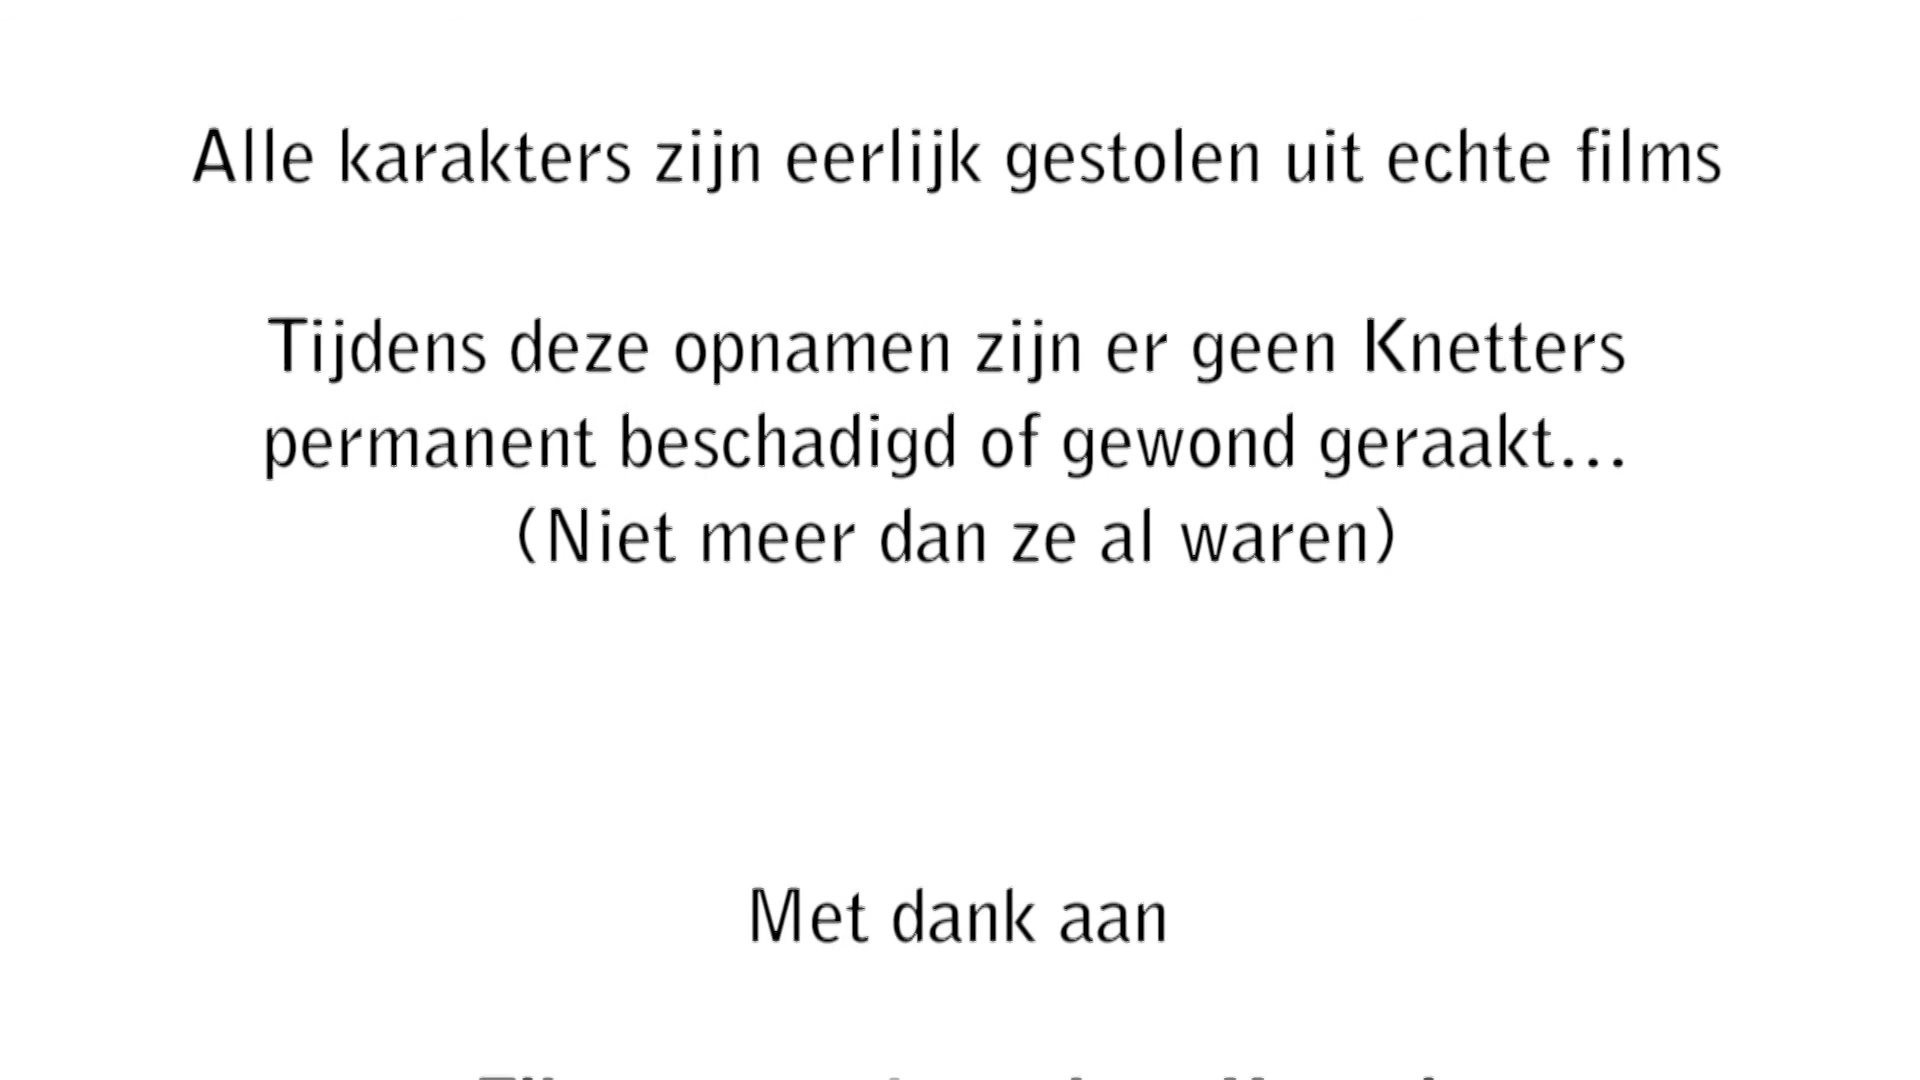 Alle karakters zijn eerlijk gestolen uit echte films
Tijdens deze opnamen zijn er geen Knetters
permanent beschadigd of gewond geraakt...
(Niet meer dan ze al waren)
Met dank aan